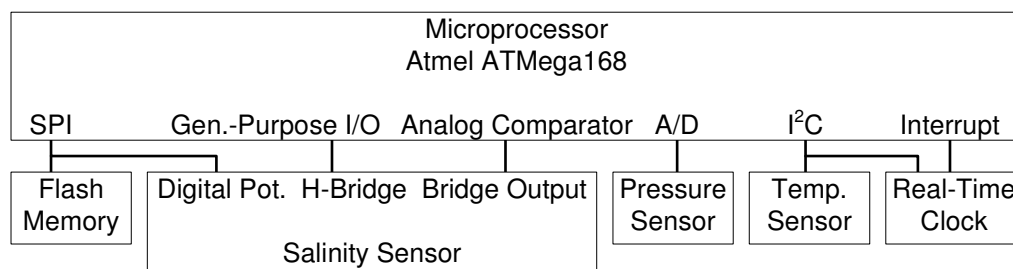 Microprocessor
Atmel ATMega168
SPI Gen.-Purpose I/O Analog Comparator A/D I²C Interrupt
Flash Memory
Digital Pot. H-Bridge Bridge Output
Salinity Sensor
Pressure Sensor
Temp. Sensor
Real-Time Clock